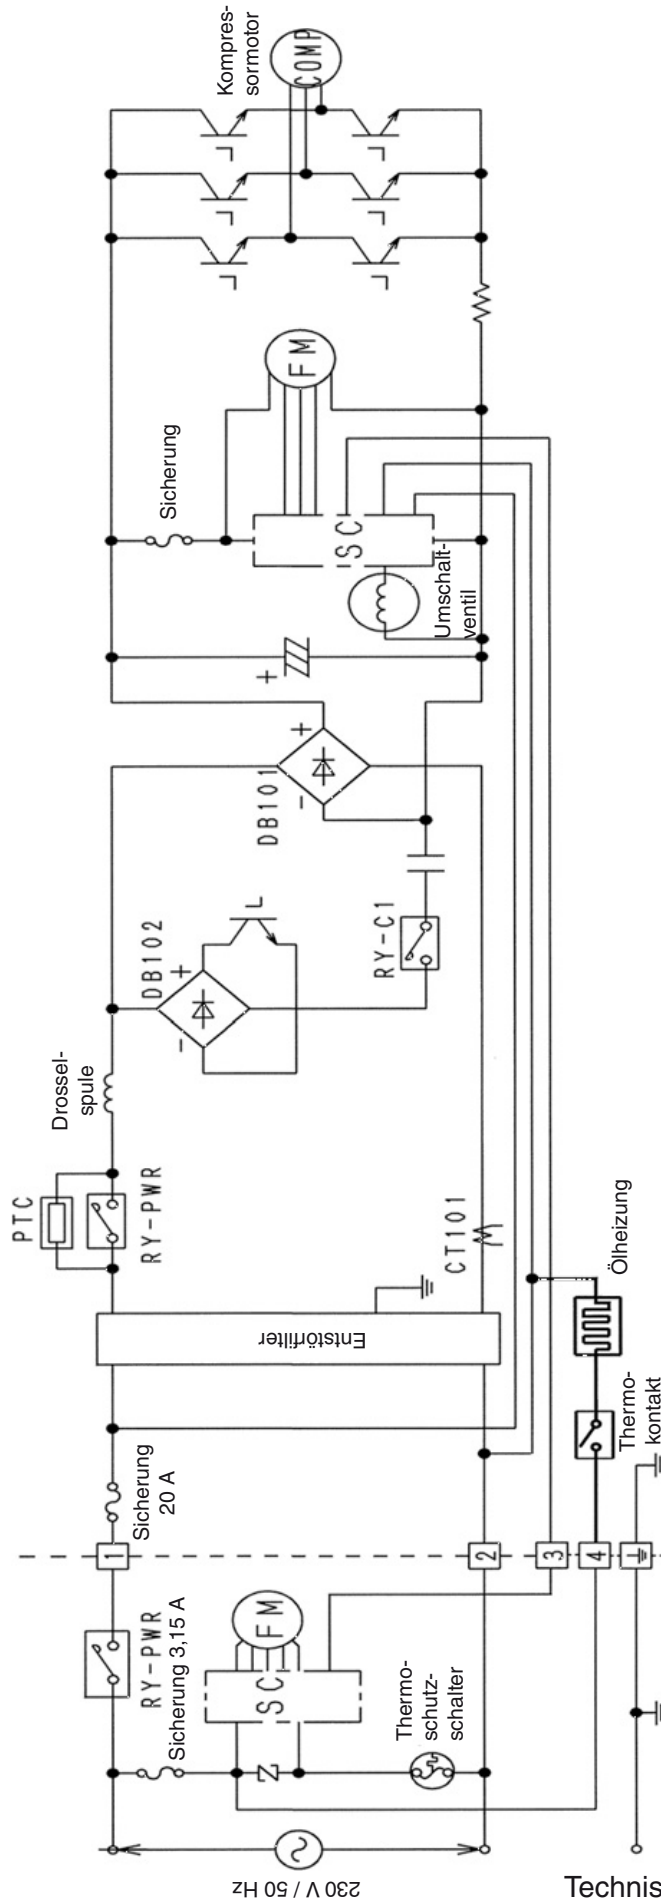 230 V / 50 Hz
RY-PWR
Sicherung 3,15 A
FM
SC
Z
Thermo-
schutz-
schalter
1
2
3
4
Sicherung
20 A
Entstörfilter
PTC
RY-PWR
CT101
Thermo-
kontakt
Ölheizung
Drossel-
spule
DB102
+
-
RY-C1
DB101
+
-
+
Umschalt-
ventil
SC
Sicherung
FM
Kompres-
sormotor
COMP
Technis